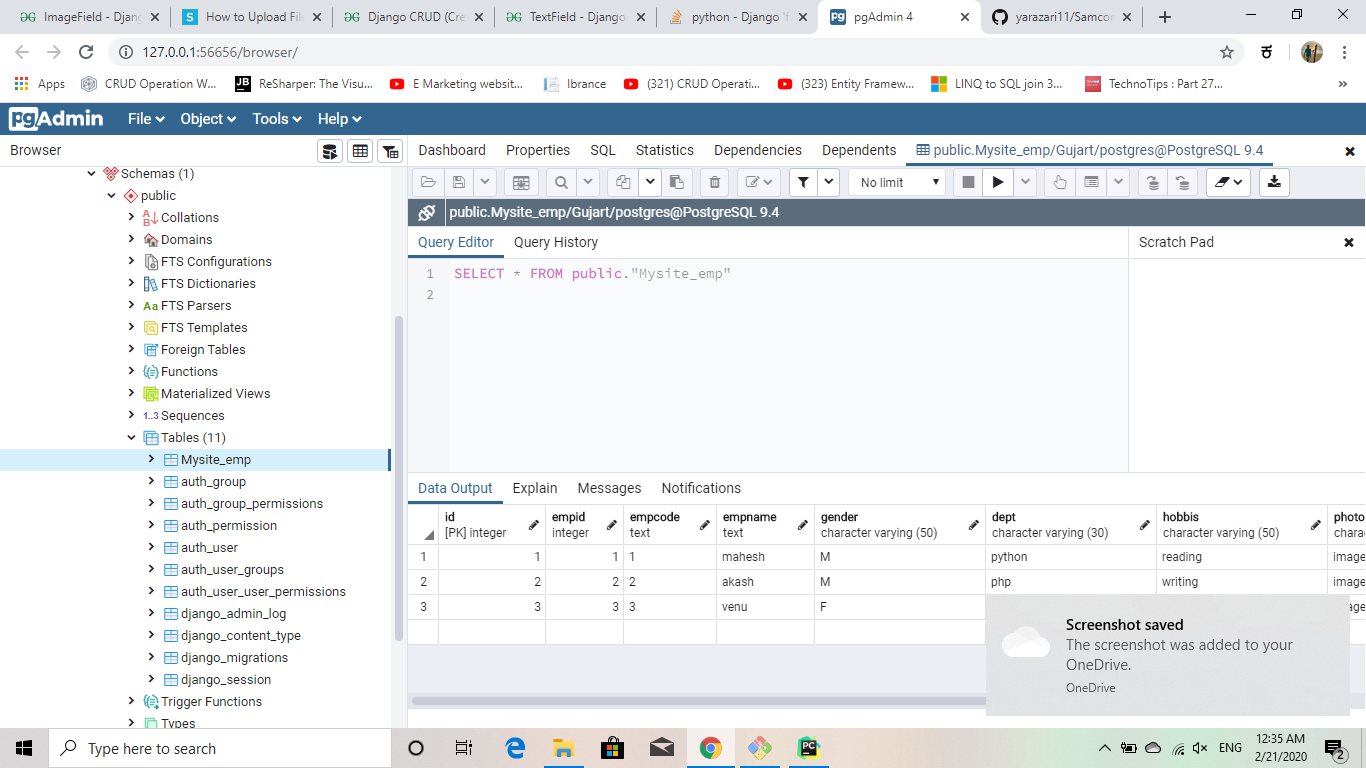 ImageField - Djang
How to Upload File
Django CRUD (Cre
TextField - Django
python - Django 'f
pgAdmin 4
yarazari11/Samcor
127.0.0.1:56656/browser/
Apps
CRUD Operation W...
ReSharper: The Visu...
E Marketing websit...
Ibrance
(321) CRUD Operati...
(323) Entity Framew...
LINQ to SQL join 3...
TechnoTips : Part 27...
pgAdmin File Object Tools Help
Browser
Dashboard Properties SQL Statistics Dependencies Dependents public.Mysite_emp/Gujart/postgres@PostgreSQL 9.4
Schemas (1)
public
Collations
Domains
FTS Configurations
FTS Dictionaries
FTS Parsers
FTS Templates
Foreign Tables
Functions
Materialized Views
1..3 Sequences
Tables (11)
Mysite_emp
auth_group
auth_group_permissions
auth_permission
auth_user
auth_user_groups
auth_user_user_permissions
django_admin_log
django_content_type
django_migrations
django_session
Trigger Functions
Types
No limit
public.Mysite_emp/Gujart/postgres@PostgreSQL 9.4
Query Editor Query History
Scratch Pad
1 SELECT * FROM public."Mysite_emp"
2
Data Output Explain Messages Notifications
id empid empcode empname gender dept hobbis photo
[PK] integer integer text text character varying (50) character varying (30) character varying (50) charac
1 1 1 1 mahesh M python reading image
2 2 2 2 akash M php writing image
3 3 3 3 venu F
Screenshot saved
The screenshot was added to your
OneDrive.
OneDrive
Type here to search
ENG
12:35 AM
2/21/2020
2